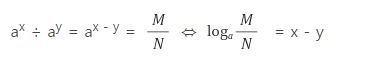 aˣ ÷ aʸ = aˣ ⁻ ʸ = M/N ⇔ logₐ M/N = x - y